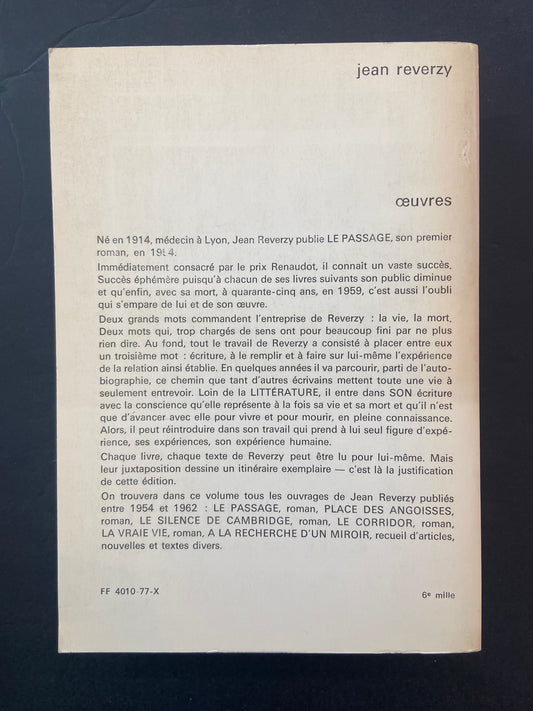 jean reverzy
œuvres
Né en 1914, médecin à Lyon, Jean Reverzy publie LE PASSAGE, son premier
roman, en 1954.
Immédiatement consacré par le prix Renaudot, il connaît un vaste succès.
Succès éphémère puisqu'à chacun de ses livres suivants son public diminue
et qu'enfin, avec sa mort, à quarante-cinq ans, en 1959, c'est aussi l'oubli
qui s'empare de lui et de son œuvre.
Deux grands mots commandent l'entreprise de Reverzy : la vie, la mort.
Deux mots qui, trop chargés de sens ont pour beaucoup fini par ne plus
rien dire. Au fond, tout le travail de Reverzy a consisté à placer entre eux
un troisième mot : écriture, à le remplir et à faire sur lui-même l'expérience
de la relation ainsi établie. En quelques années il va parcourir, parti de l'auto-
biographie, ce chemin que tant d'autres écrivains mettent toute une vie à
seulement entrevoir. Loin de la LITTÉRATURE, il entre dans SON écriture
avec la conscience qu'elle représente à la fois sa vie et sa mort et qu'il n'est
que d'avancer avec elle pour vivre et pour mourir, en pleine connaissance.
Alors, il peut réintroduire dans son travail qui prend à lui seul figure d'expé-
rience, ses expériences, son expérience humaine.
Chaque livre, chaque texte de Reverzy peut être lu pour lui-même. Mais
leur juxtaposition dessine un itinéraire exemplaire — c'est là la justification
de cette édition.
On trouvera dans ce volume tous les ouvrages de Jean Reverzy publiés
entre 1954 et 1962 : LE PASSAGE, roman, PLACE DES ANGOISSES,
roman, LE SILENCE DE CAMBRIDGE, roman, LE CORRIDOR, roman,
LA VRAIE VIE, roman, A LA RECHERCHE D'UN MIROIR, recueil d'articles,
nouvelles et textes divers.
FF 4010-77-X
6e mille